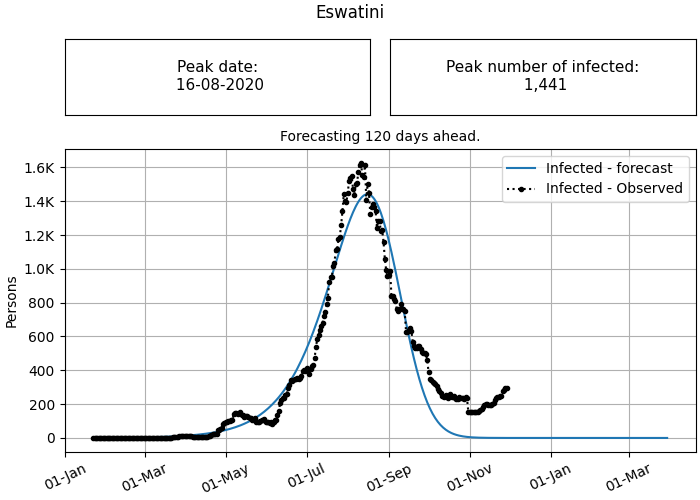 Eswatini
Peak date:
16-08-2020
Peak number of infected:
1,441
Forecasting 120 days ahead.
Infected - forecast
Infected - Observed
Persons
1.6K
1.4K
1.2K
1.0K
800
600
400
200
0
01-Jan
01-Mar
01-May
01-Jul
01-Sep
01-Nov
01-Jan
01-Mar